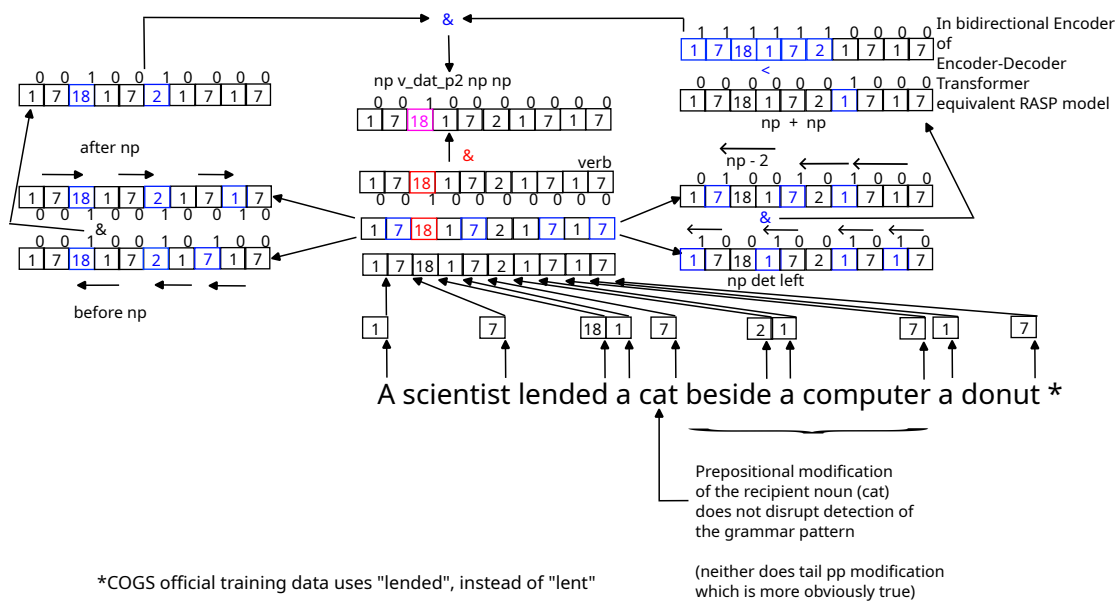 &
In bidirectional Encoder
of
Encoder-Decoder
Transformer
equivalent RASP model
1 1 1 1 1 1 0 0 0 0
1 7 18 1 7 2 1 7 1 7
<
0 0 0 0 0 0 1 0 0 0
1 7 18 1 7 2 1 7 1 7
np + np
0 0 1 0 0 1 0 0 0 0
1 7 18 1 7 2 1 7 1 7
np v_dat_p2 np np
0 0 1 0 0 0 0 0 0 0
1 7 18 1 7 2 1 7 1 7
&
verb
1 7 18 1 7 2 1 7 1 7
0 0 1 0 0 0 0 0 0 0
after np
1 7 18 1 7 2 1 7 1 7
0 0 1 0 0 1 0 0 1 0
&
0 0 1 0 0 1 0 1 0 0
1 7 18 1 7 2 1 7 1 7
before np
np - 2
0 1 0 0 1 0 1 0 0 0
1 7 18 1 7 2 1 7 1 7
&
1 0 0 1 0 0 1 0 1 0
1 7 18 1 7 2 1 7 1 7
np det left
1 7 18 1 7 2 1 7 1 7
1 7 18 1 7 2 1 7 1 7
1 7 18 1 7 2 1 7 1 7
A scientist lended a cat beside a computer a donut *
Prepositional modification
of the recipient noun (cat)
does not disrupt detection of
the grammar pattern
(neither does tail pp modification
which is more obviously true)
*COGS official training data uses "lended", instead of "lent"